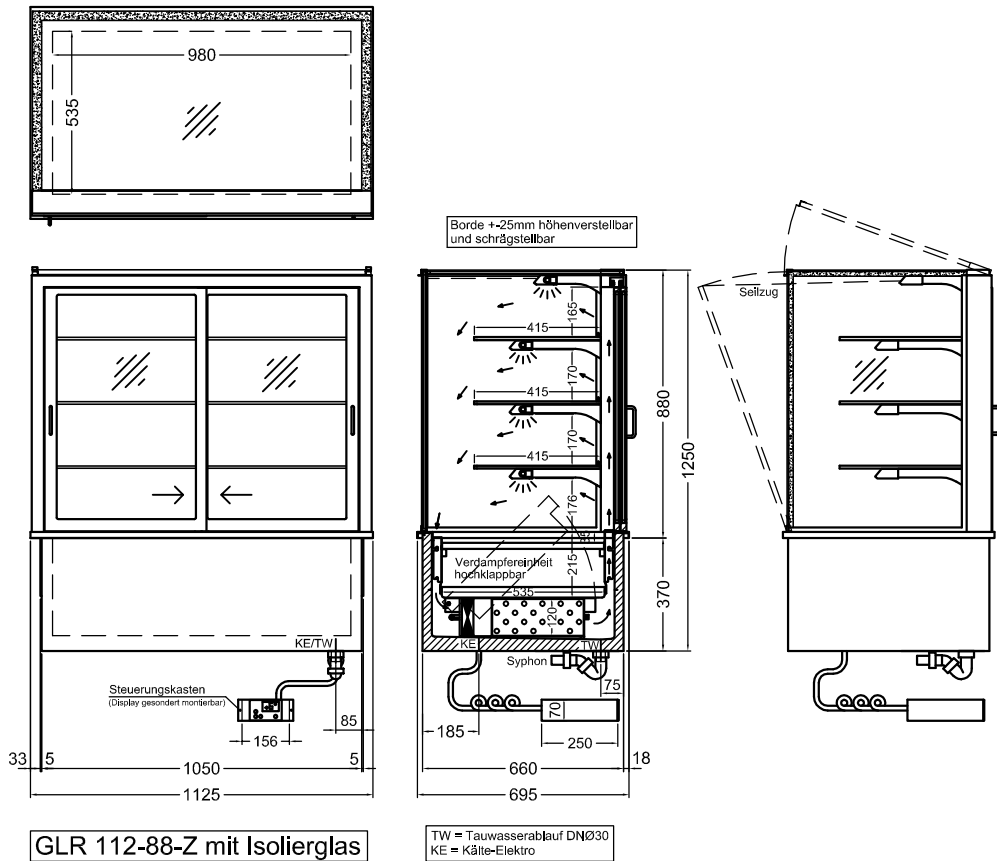 980
535
Borde +-25mm höhenverstellbar
und schrägstellbar
Seilzug
165
415
170
415
170
415
176
880
1250
Verdampfereinheit
hochklappbar
215
535
120
370
KE/TW
KE
TW
Syphon
75
Steuerungskasten
(Display gesondert montierbar)
70
156
85
185
250
33
5
1050
5
660
18
1125
695
GLR 112-88-Z mit Isolierglas
TW = Tauwasserablauf DNØ30
KE = Kälte-Elektro